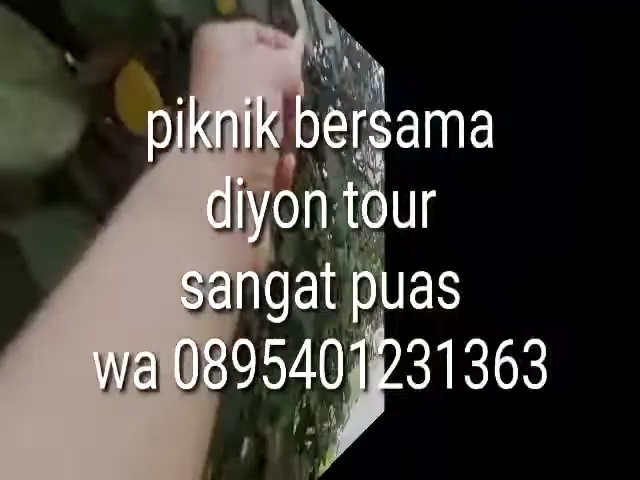 piknik bersama
diyon tour
sangat puas
wa 0895401231363